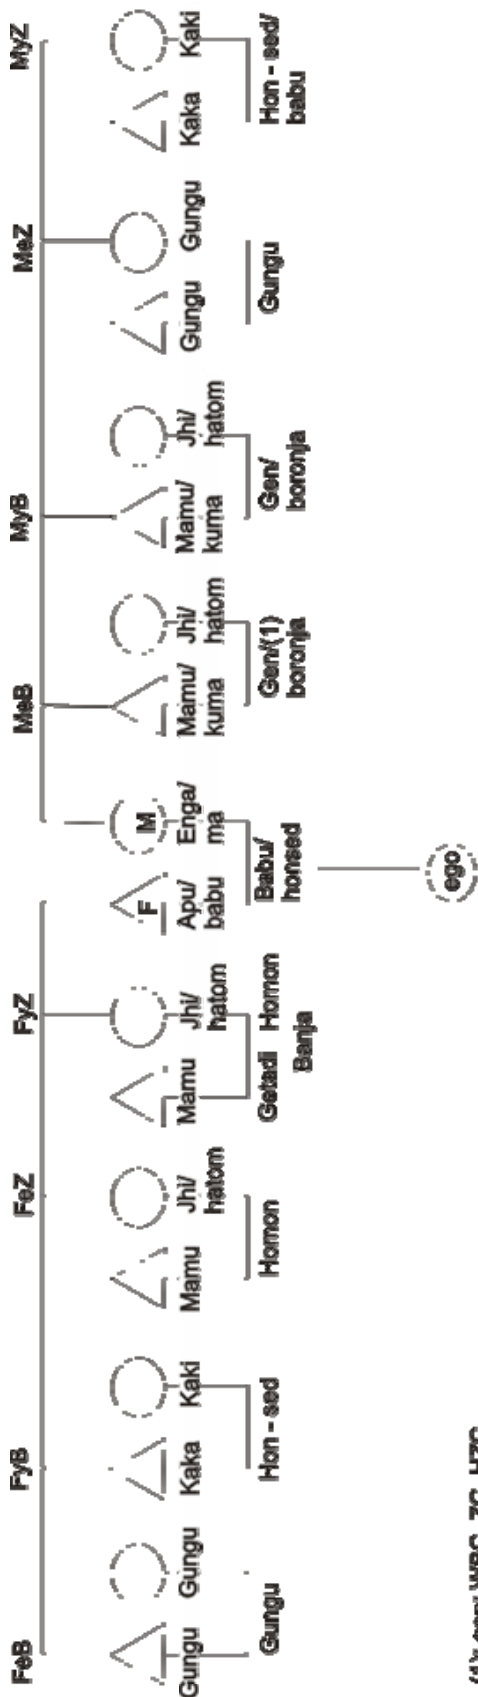 FeB FyB FeZ FyZ MeB MyB MeZ MyZ
F M
Gungu Gungu Kaka Kaki Mamu Jhi/ Mamu Jhi/ Apu/ Enga/ Mamu/ Jhi/ Mamu/ Jhi/ Gungu Gungu Kaka Kaki
hatom hatom babu ma kuma hatom kuma hatom
Gungu Hon - sed Homon Getadi Homon Babu/ Gen/(1) Gen/ Gungu Hon - sed/
Banja honsed boronja boronja babu
ego